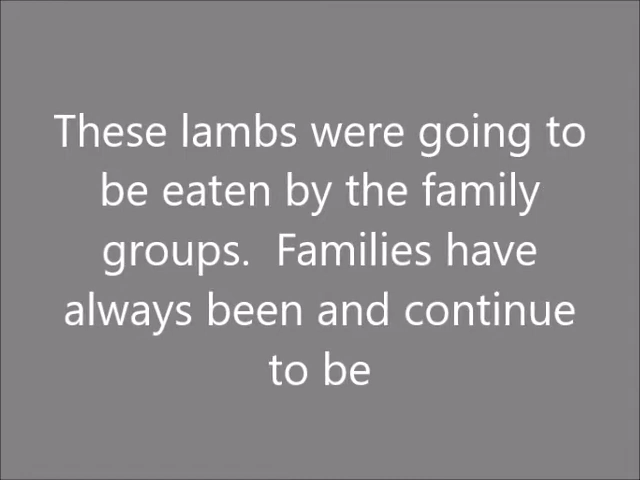 These lambs were going to
be eaten by the family
groups.  Families have
always been and continue
to be